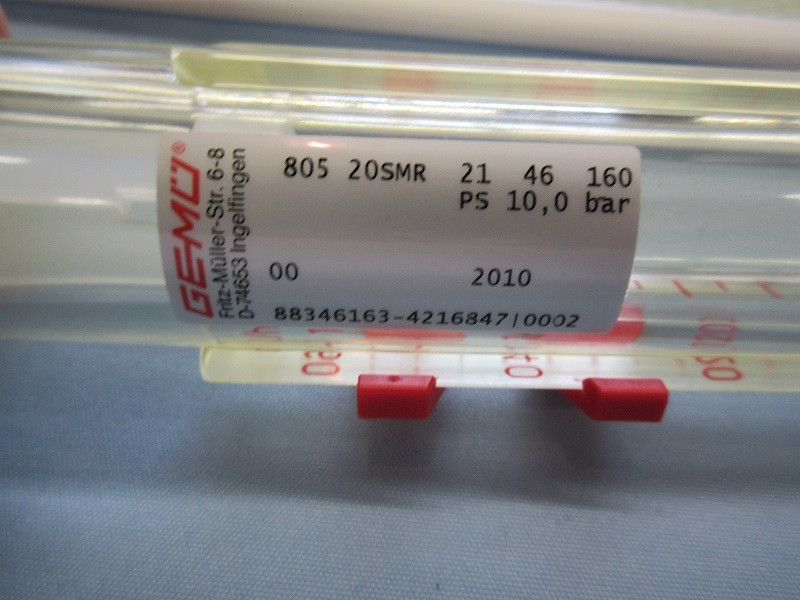 GEMÜ®
Fritz-Müller-Str. 6-8
D-74653 Ingelfingen
805 20SMR 21 46 160
PS 10,0 bar
00 2010
88346163-4216847|0002